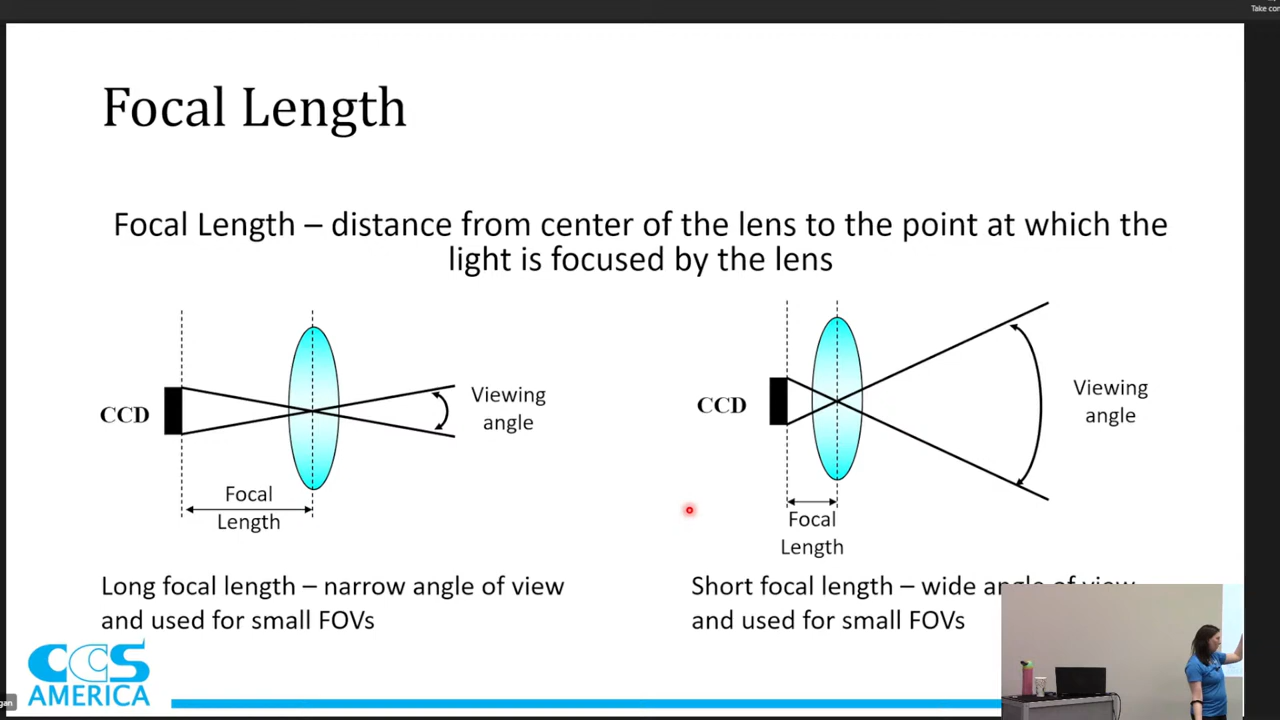 Take con
Focal Length
Focal Length – distance from center of the lens to the point at which the
light is focused by the lens
CCD
Viewing
angle
Focal
Length
CCD
Viewing
angle
Focal
Length
Long focal length – narrow angle of view
and used for small FOVs
Short focal length – wide angle of view
and used for small FOVs
CCS
AMERICA
gan